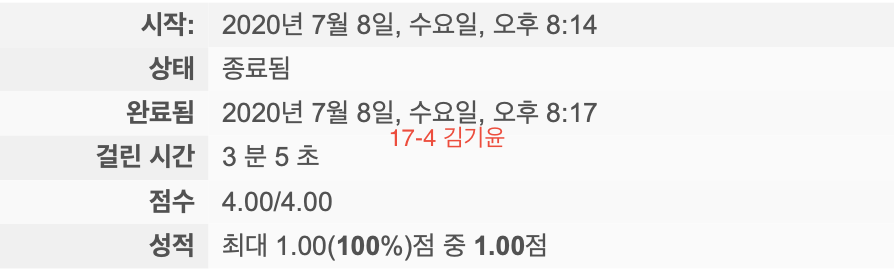 시작: 2020년 7월 8일, 수요일, 오후 8:14
상태 종료됨
완료됨 2020년 7월 8일, 수요일, 오후 8:17
17-4 김기윤
걸린 시간 3 분 5 초
점수 4.00/4.00
성적 최대 1.00(100%)점 중 1.00점